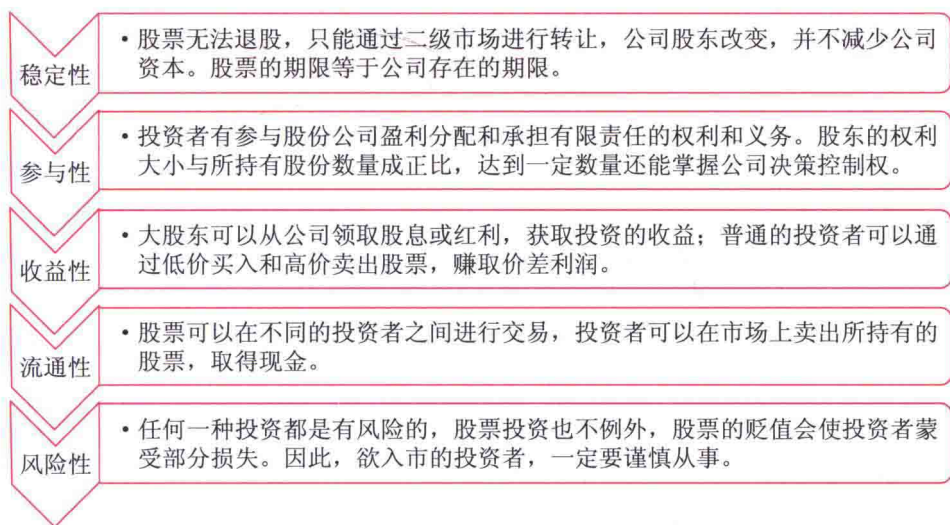 稳定性
• 股票无法退股，只能通过二级市场进行转让，公司股东改变，并不减少公司
资本。股票的期限等于公司存在的期限。
参与性
• 投资者有参与股份公司盈利分配和承担有限责任的权利和义务。股东的权利
大小与所持有股份数量成正比，达到一定数量还能掌握公司决策控制权。
收益性
• 大股东可以从公司领取股息或红利，获取投资的收益；普通的投资者可以通
过低价买入和高价卖出股票，赚取价差利润。
流通性
• 股票可以在不同的投资者之间进行交易，投资者可以在市场上卖出所持有的
股票，取得现金。
风险性
• 任何一种投资都是有风险的，股票投资也不例外，股票的贬值会使投资者蒙
受部分损失。因此，欲入市的投资者，一定要谨慎从事。